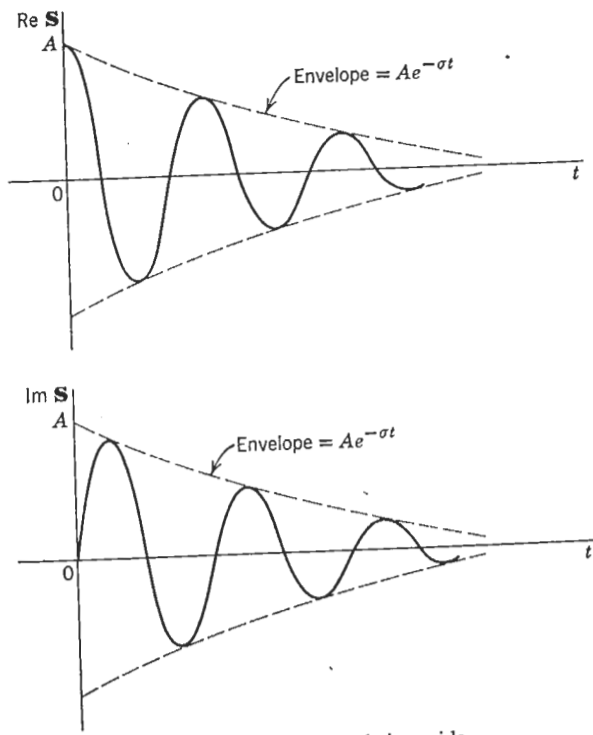 Re S
A
Envelope = Ae^{-σt}
0
t
Im S
A
Envelope = Ae^{-σt}
0
t